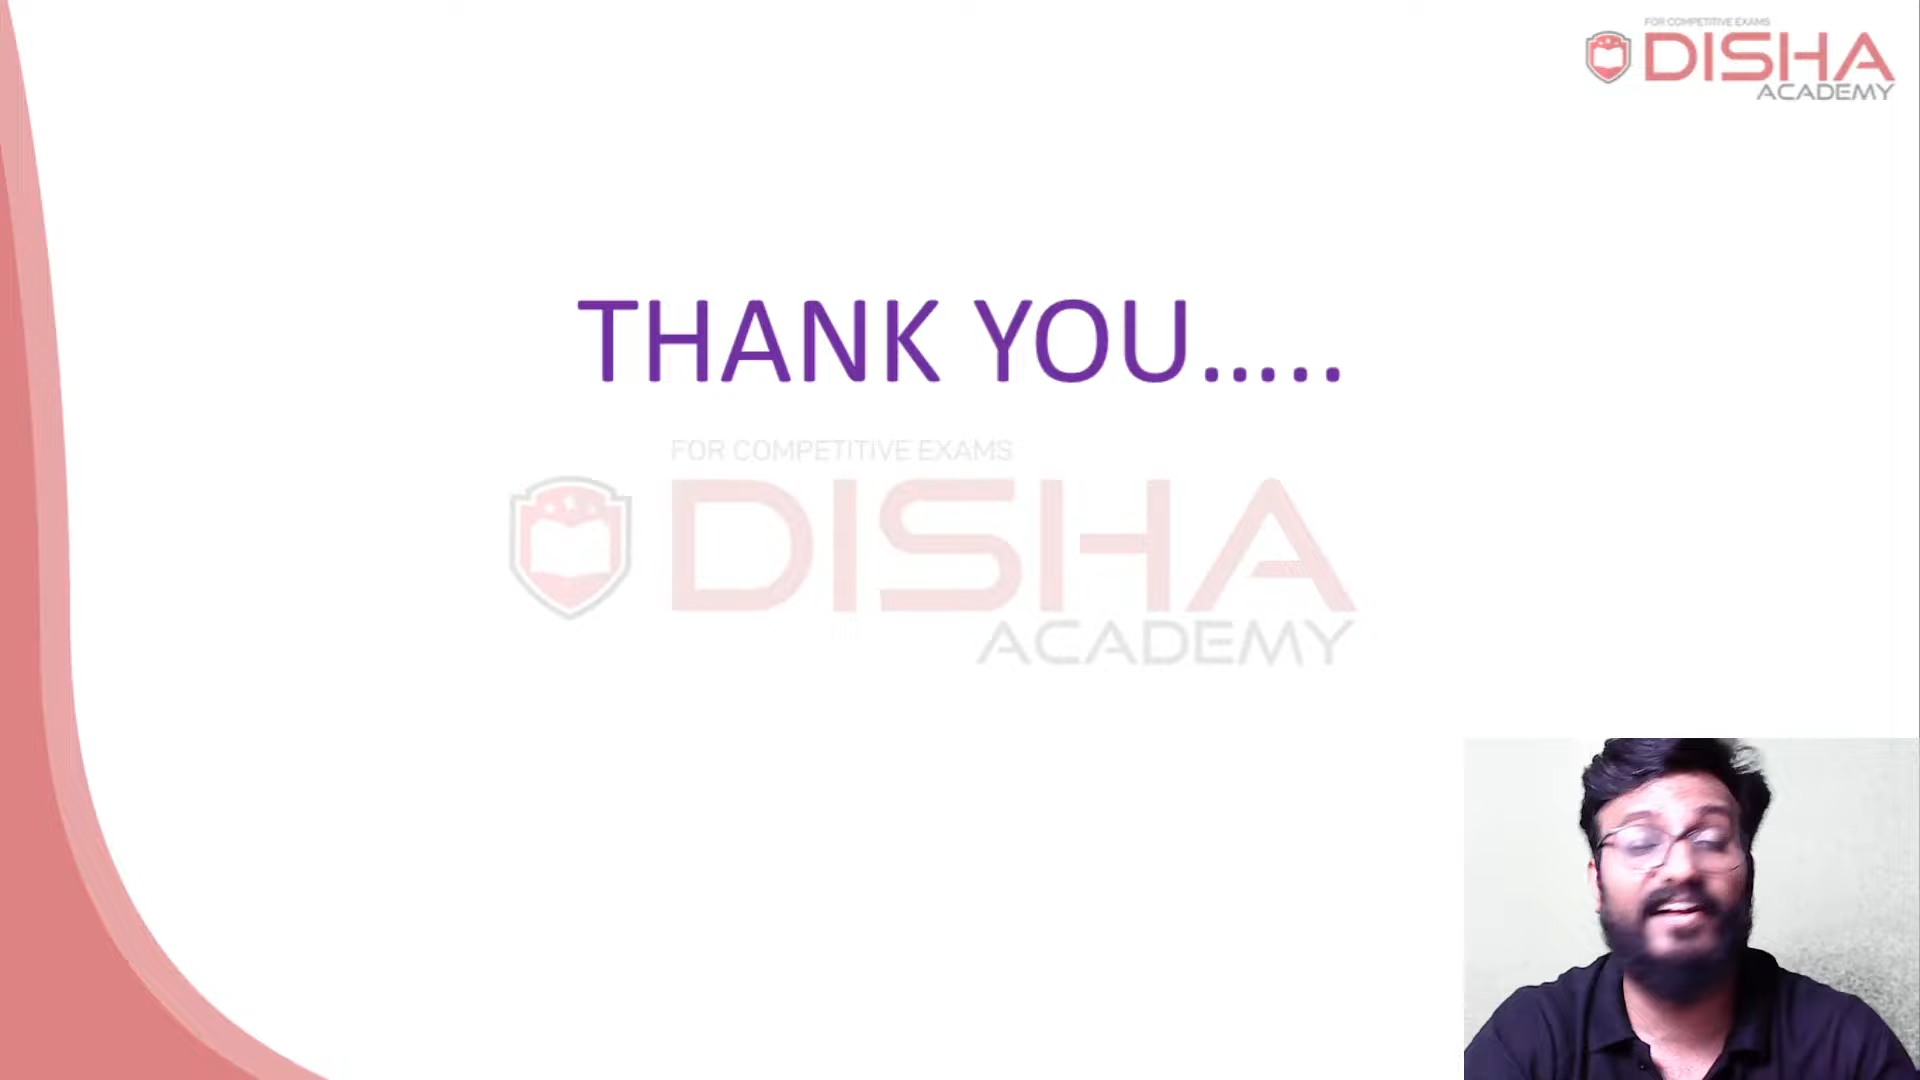 FOR COMPETITIVE EXAMS
DISHA
ACADEMY
THANK YOU.....
FOR COMPETITIVE EXAMS
DISHA
ACADEMY